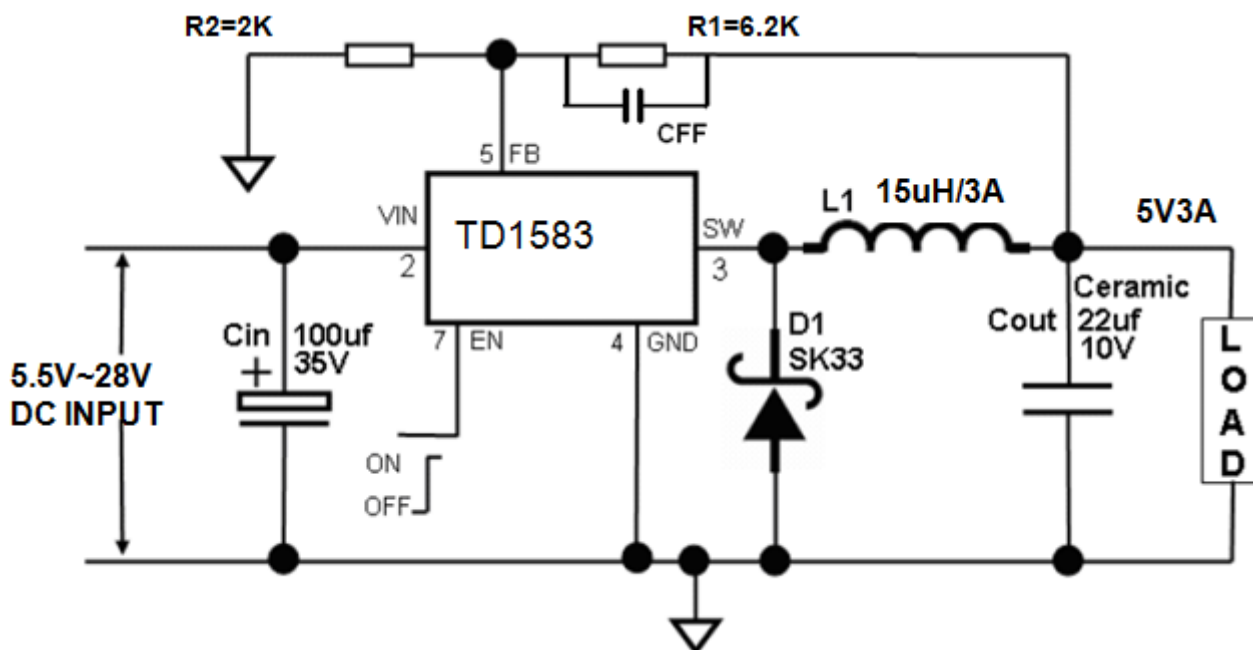 R2=2K
R1=6.2K
CFF
5 FB
VIN
TD1583
SW
2
3
L1
15uH/3A
5V3A
Cin
100uf
35V
+
7 EN
4 GND
D1
SK33
Ceramic
Cout 22uf
10V
5.5V~28V
DC INPUT
ON
OFF
L
O
A
D